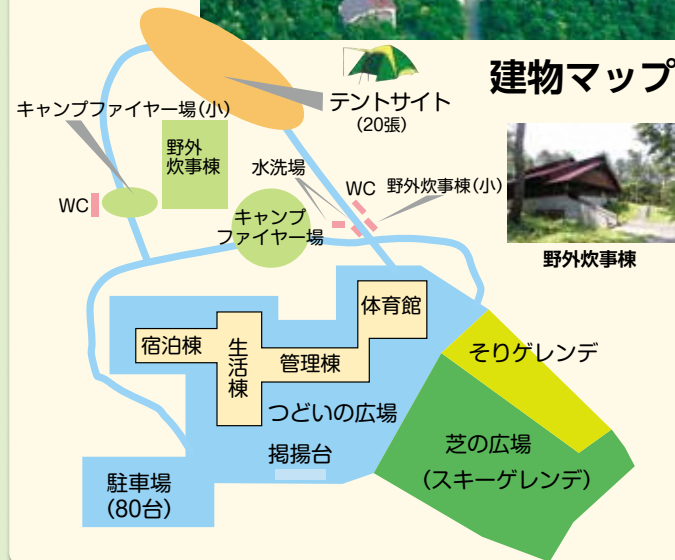 建物マップ
テントサイト
(20張)
キャンプファイヤー場(小)
野外
炊事棟
水洗場
WC
野外炊事棟(小)
WC
キャンプ
ファイヤー場
野外炊事棟
体育館
宿泊棟
生活棟
管理棟
そりゲレンデ
つどいの広場
芝の広場
(スキーゲレンデ)
掲揚台
駐車場
(80台)